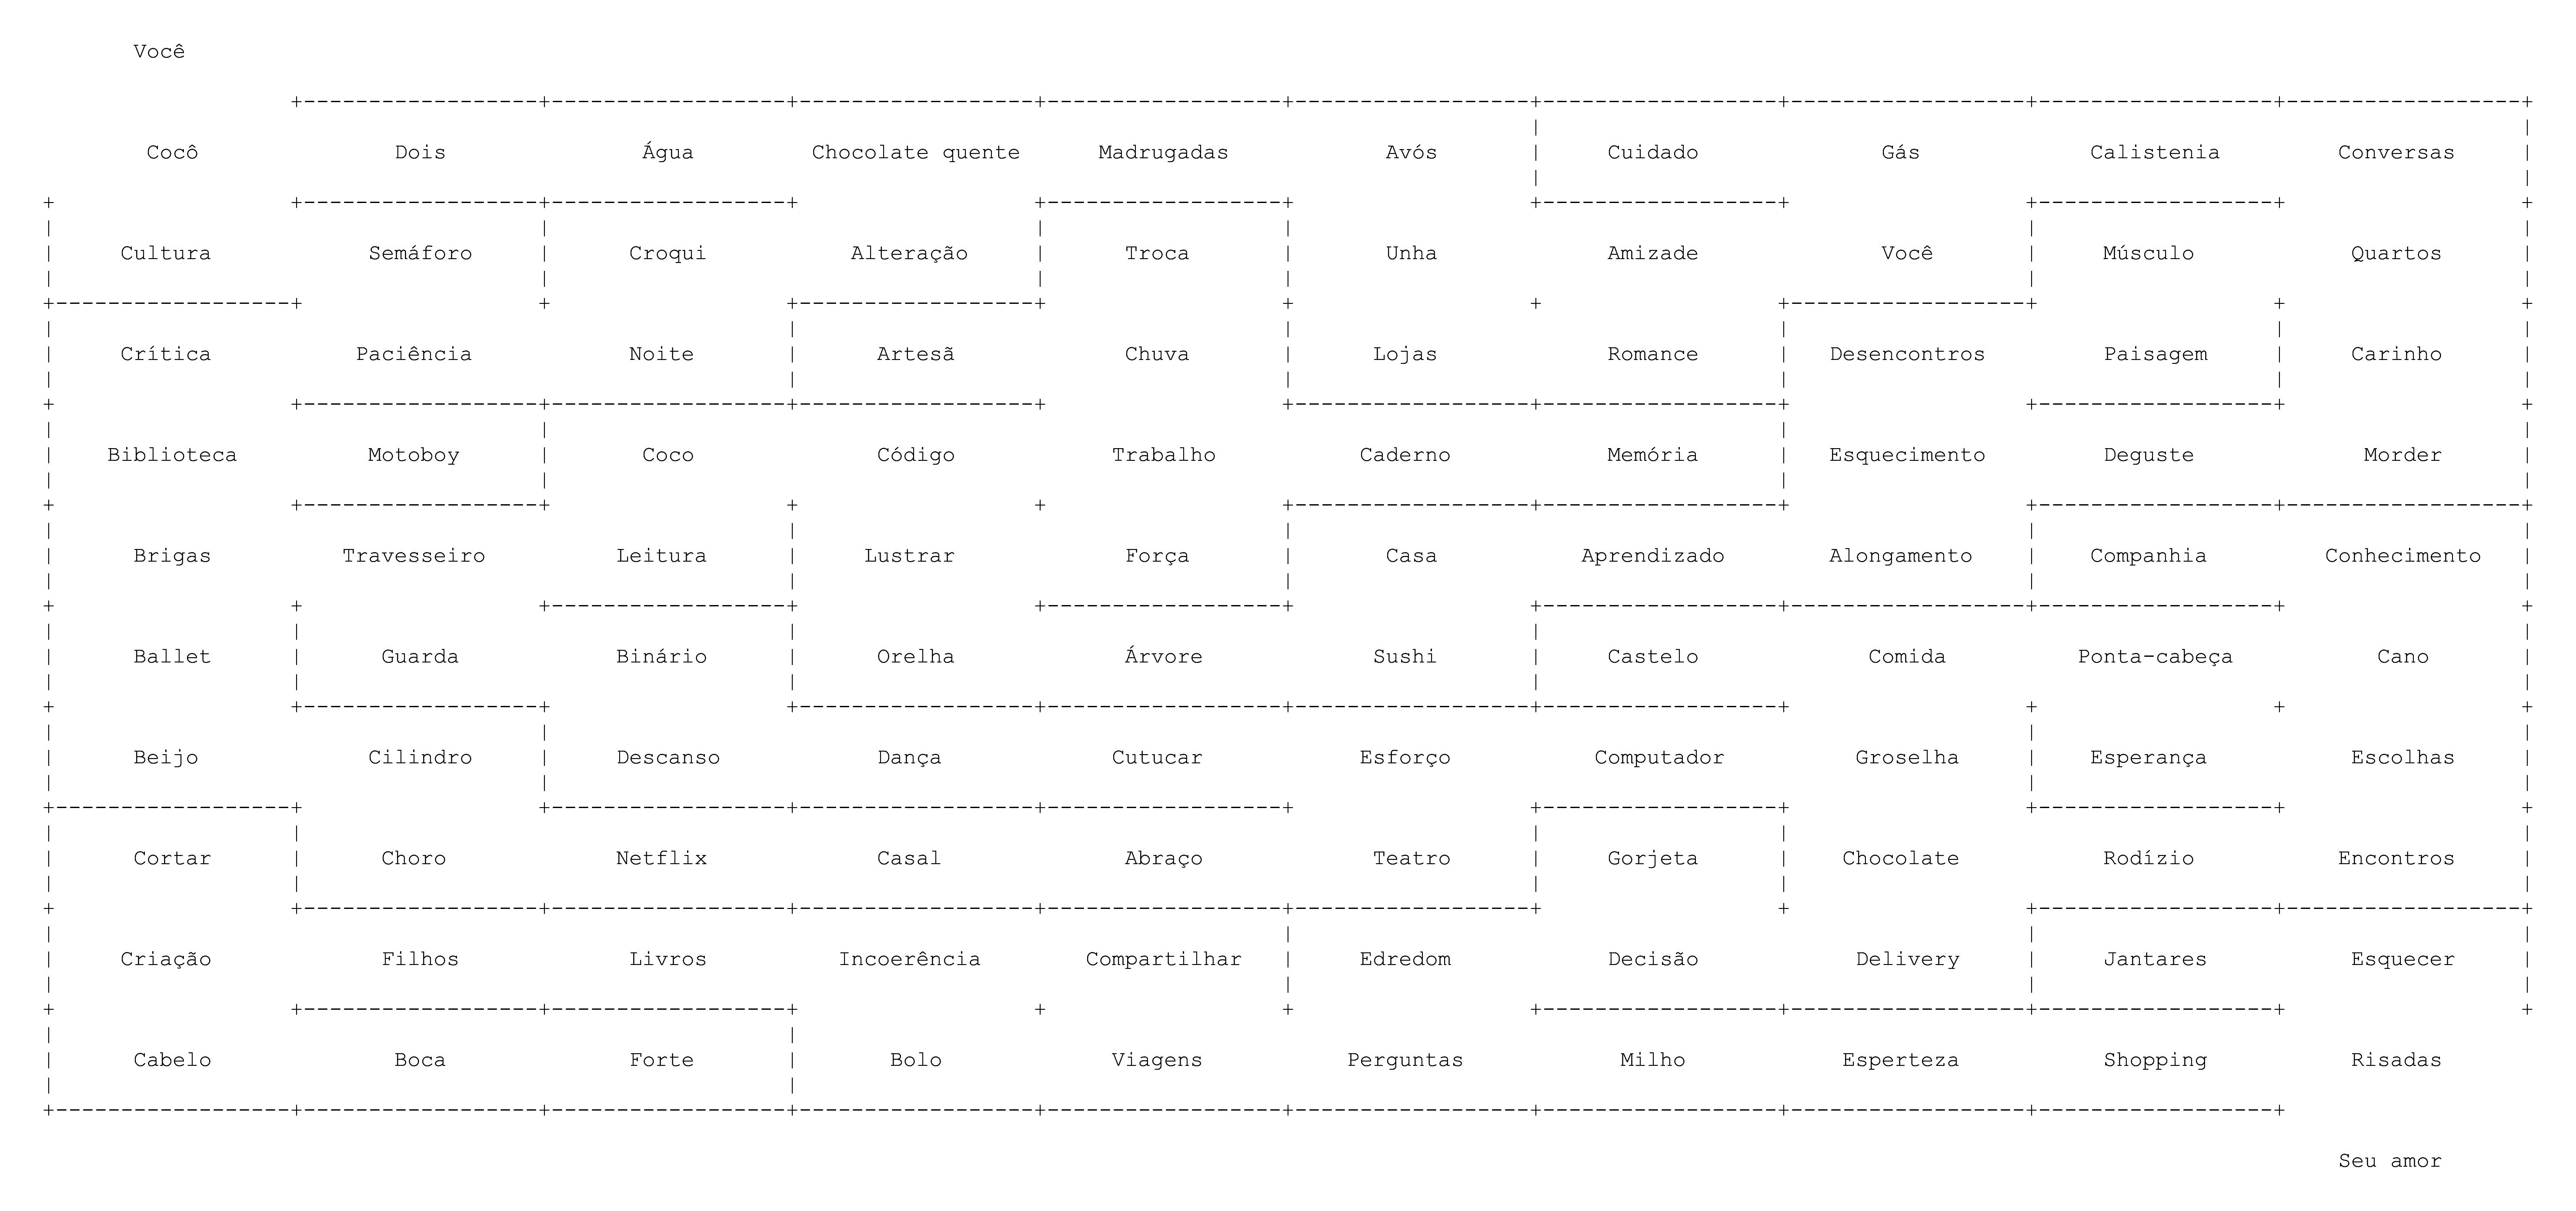 Você
Cocô Dois Água Chocolate quente Madrugadas Avós Cuidado Gás Calistenia Conversas
Cultura Semáforo Croqui Alteração Troca Unha Amizade Você Músculo Quartos
Crítica Paciência Noite Artesã Chuva Lojas Romance Desencontros Paisagem Carinho
Biblioteca Motoboy Coco Código Trabalho Caderno Memória Esquecimento Deguste Morder
Brigas Travesseiro Leitura Lustrar Força Casa Aprendizado Alongamento Companhia Conhecimento
Ballet Guarda Binário Orelha Árvore Sushi Castelo Comida Ponta-cabeça Cano
Beijo Cilindro Descanso Dança Cutucar Esforço Computador Groselha Esperança Escolhas
Cortar Choro Netflix Casal Abraço Teatro Gorjeta Chocolate Rodízio Encontros
Criação Filhos Livros Incoerência Compartilhar Edredom Decisão Delivery Jantares Esquecer
Cabelo Boca Forte Bolo Viagens Perguntas Milho Esperteza Shopping Risadas
Seu amor